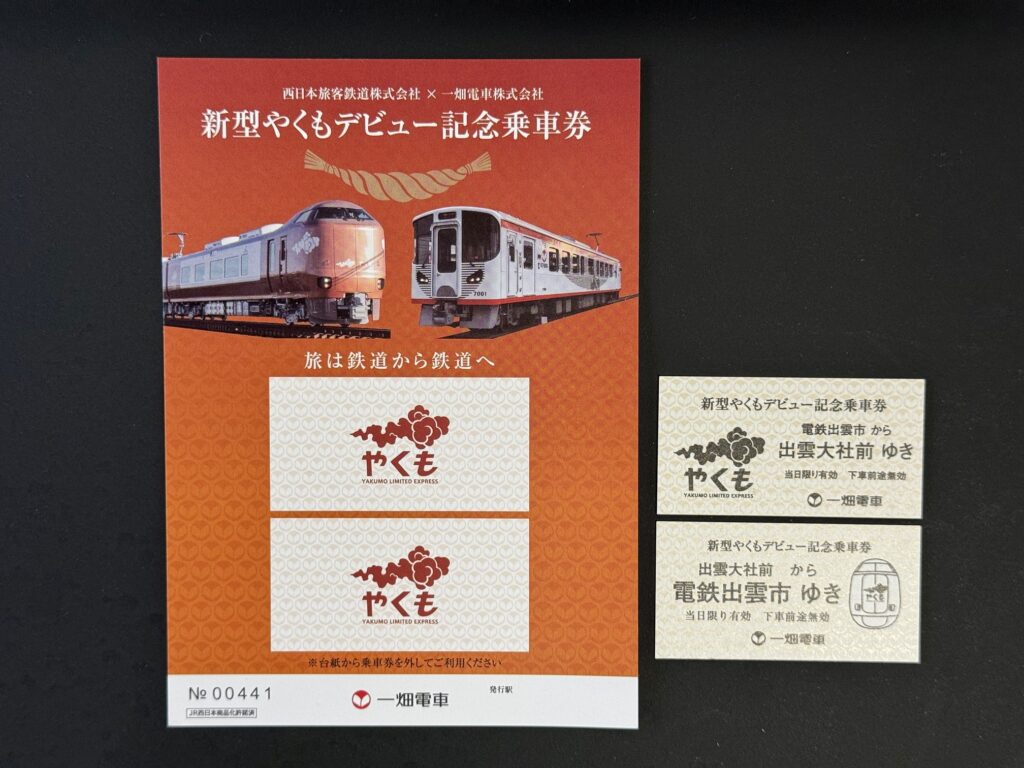 西日本旅客鉄道株式会社 × 一畑電車株式会社
新型やくもデビュー記念乗車券
7001
旅は鉄道から鉄道へ
やくも
YAKUMO LIMITED EXPRESS
やくも
YAKUMO LIMITED EXPRESS
※台紙から乗車券を外してご利用ください
№ 00441
JR西日本商品化許諾済
一畑電車
発行駅
新型やくもデビュー記念乗車券
電鉄出雲市 から
出雲大社前 ゆき
当日限り有効 下車前途無効
やくも
YAKUMO LIMITED EXPRESS
一畑電車
新型やくもデビュー記念乗車券
出雲大社前 から
電鉄出雲市 ゆき
当日限り有効 下車前途無効
やくも
一畑電車